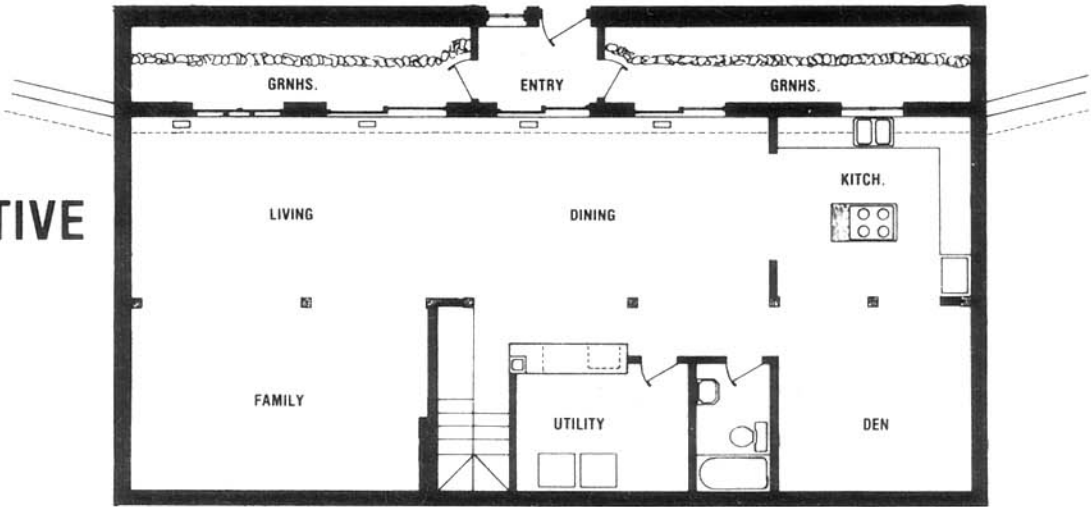 GRNHS.
ENTRY
GRNHS.
KITCH.
TIVE
LIVING
DINING
FAMILY
UTILITY
DEN